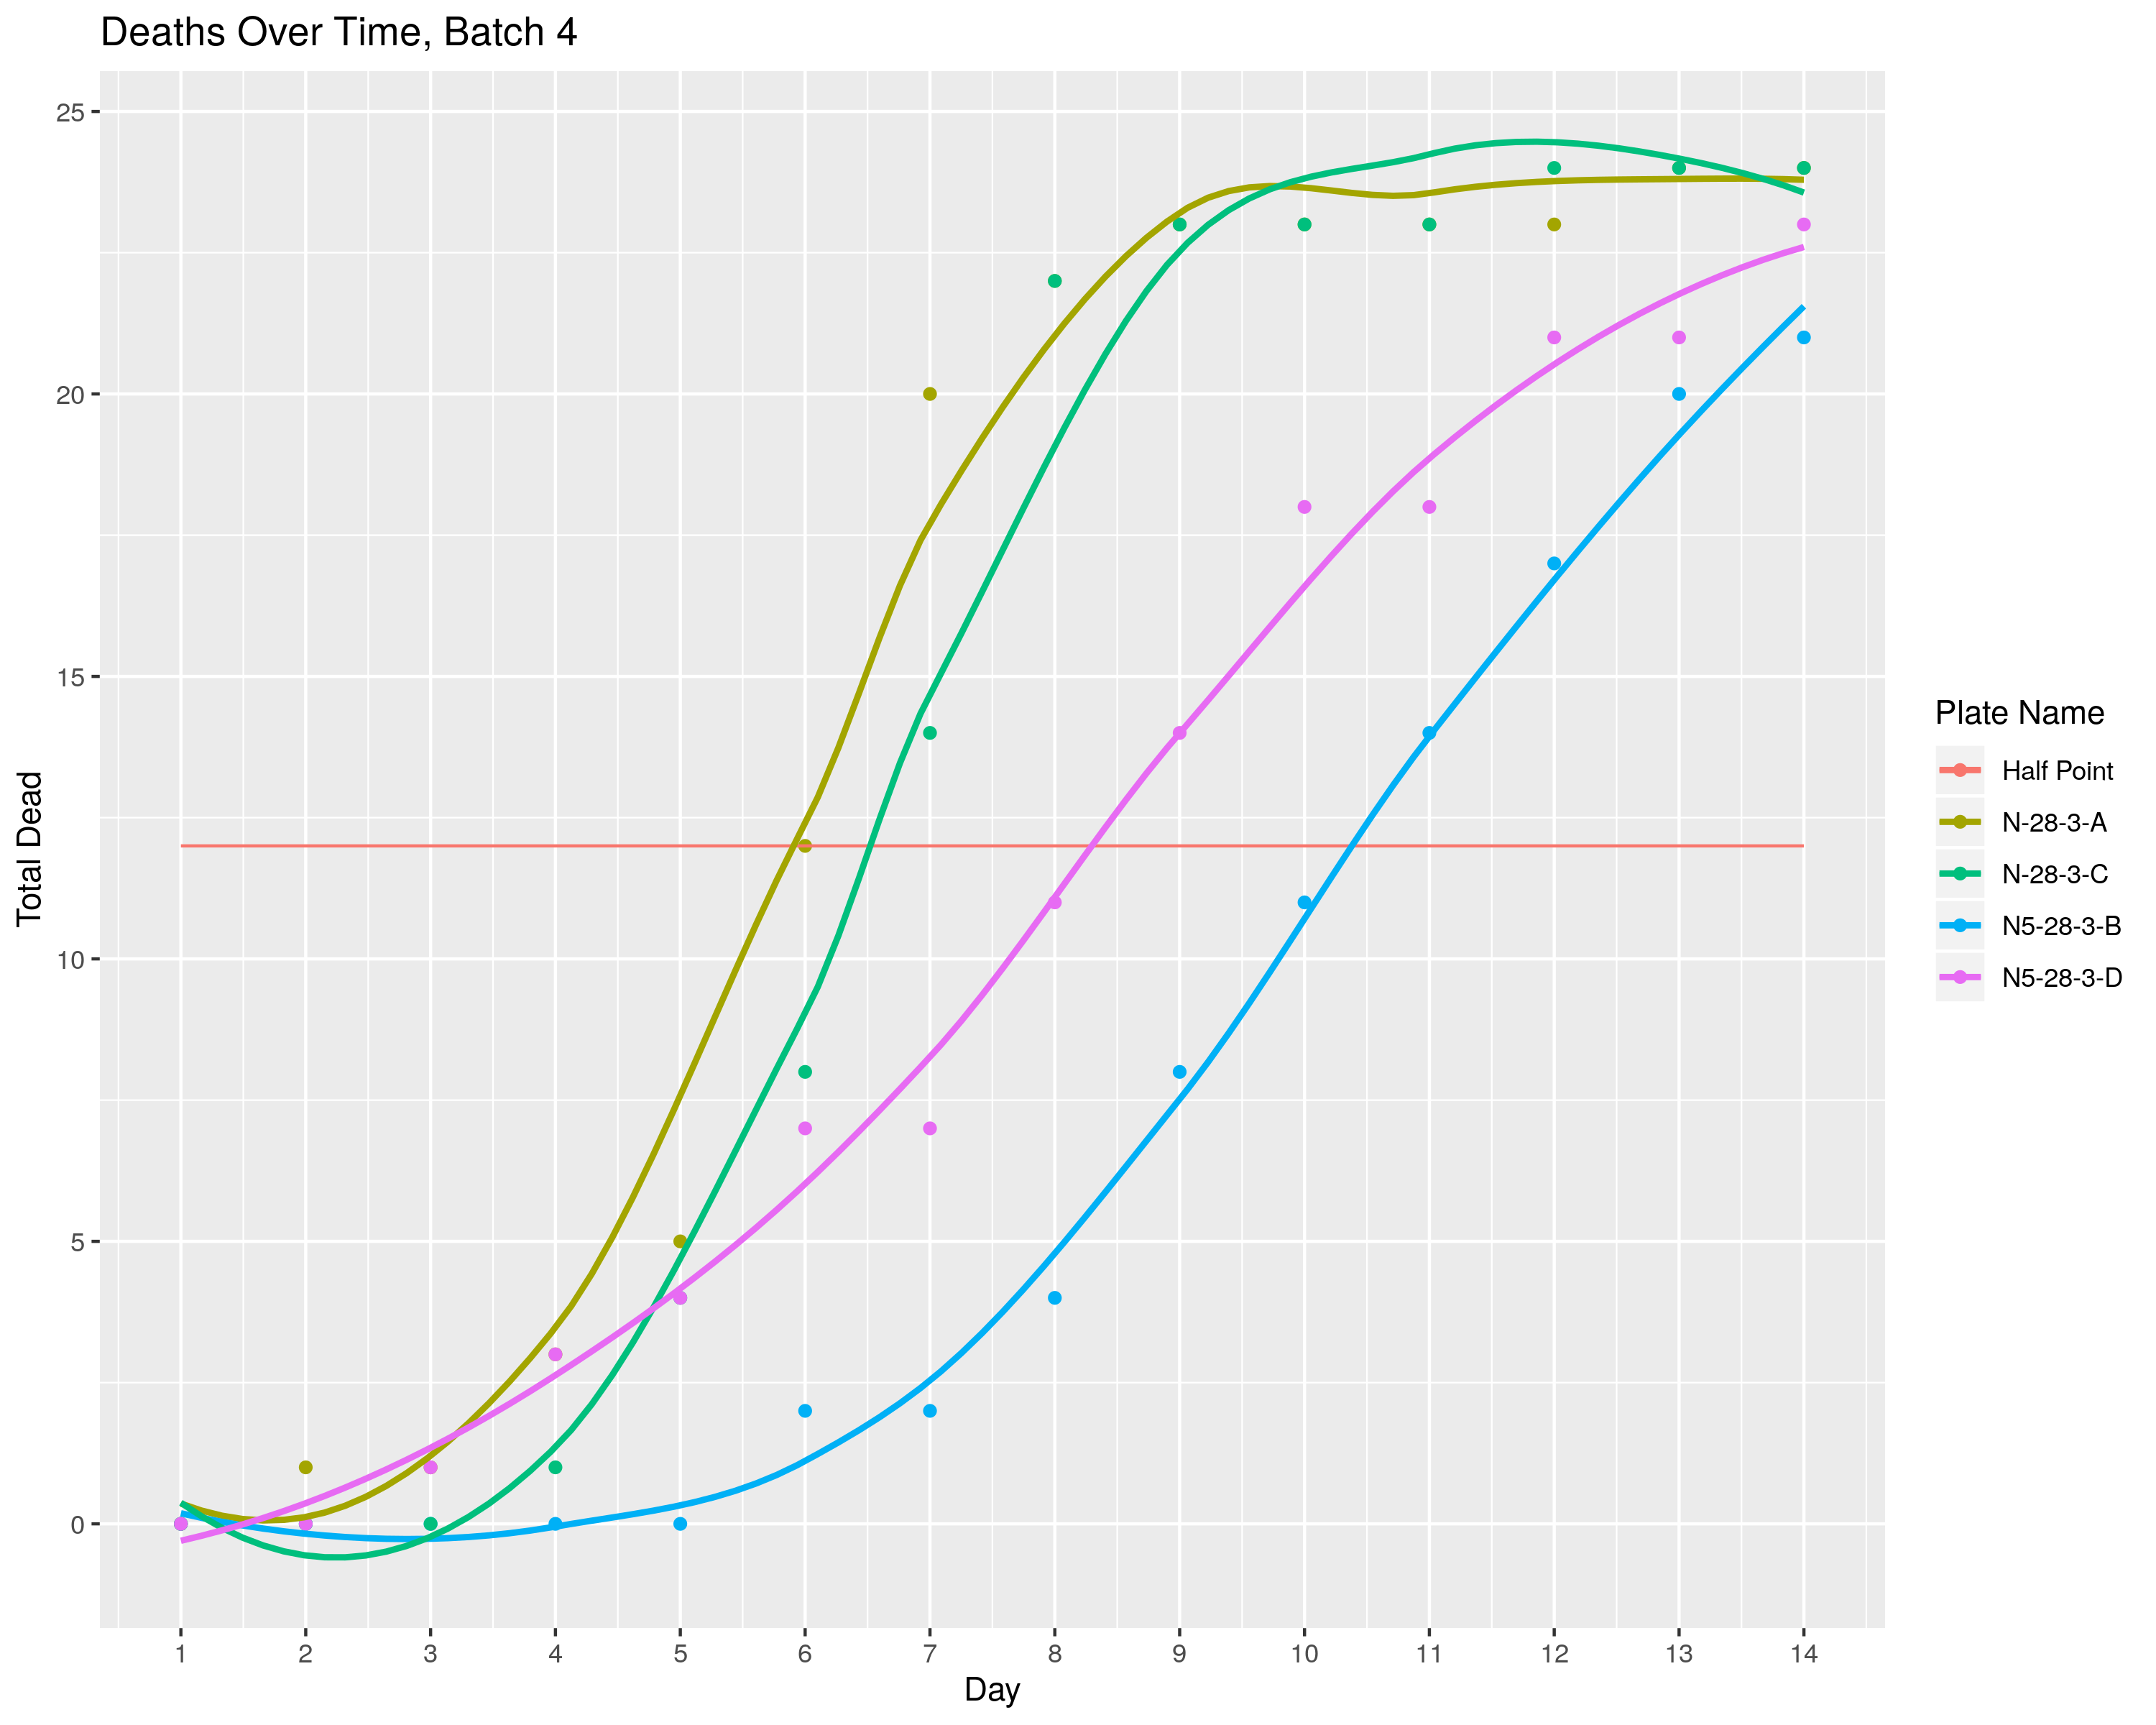 Deaths Over Time, Batch 4
25
20
15
10
5
0
Total Dead
1 2 3 4 5 6 7 8 9 10 11 12 13 14
Day
Plate Name
Half Point
N-28-3-A
N-28-3-C
N5-28-3-B
N5-28-3-D